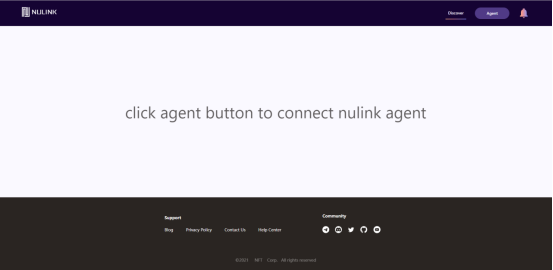 NULINK
Discover
Agent
click agent button to connect nulink agent
Support
Community
Blog Privacy Policy Contact Us Help Center
NFT Corp. All rights reserved